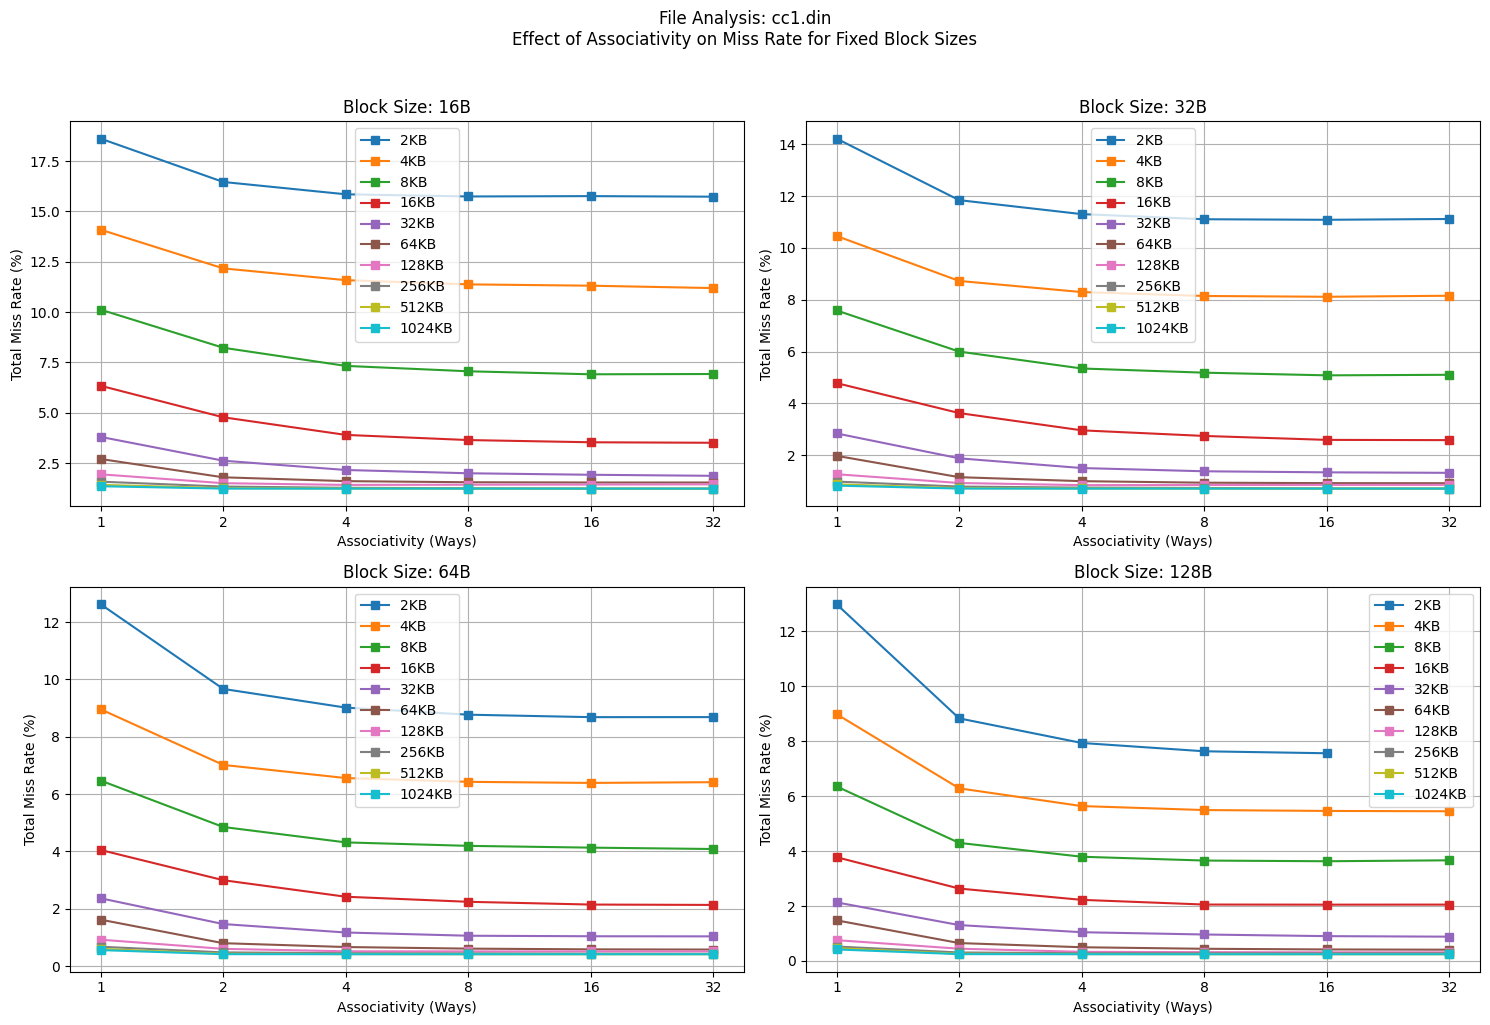 File Analysis: cc1.din
Effect of Associativity on Miss Rate for Fixed Block Sizes
Block Size: 16B
Total Miss Rate (%)
17.5
15.0
12.5
10.0
7.5
5.0
2.5
2KB
4KB
8KB
16KB
32KB
64KB
128KB
256KB
512KB
1024KB
1 2 4 8 16 32
Associativity (Ways)
Block Size: 32B
Total Miss Rate (%)
14
12
10
8
6
4
2
2KB
4KB
8KB
16KB
32KB
64KB
128KB
256KB
512KB
1024KB
1 2 4 8 16 32
Associativity (Ways)
Block Size: 64B
Total Miss Rate (%)
12
10
8
6
4
2
0
2KB
4KB
8KB
16KB
32KB
64KB
128KB
256KB
512KB
1024KB
1 2 4 8 16 32
Associativity (Ways)
Block Size: 128B
Total Miss Rate (%)
12
10
8
6
4
2
0
2KB
4KB
8KB
16KB
32KB
64KB
128KB
256KB
512KB
1024KB
1 2 4 8 16 32
Associativity (Ways)